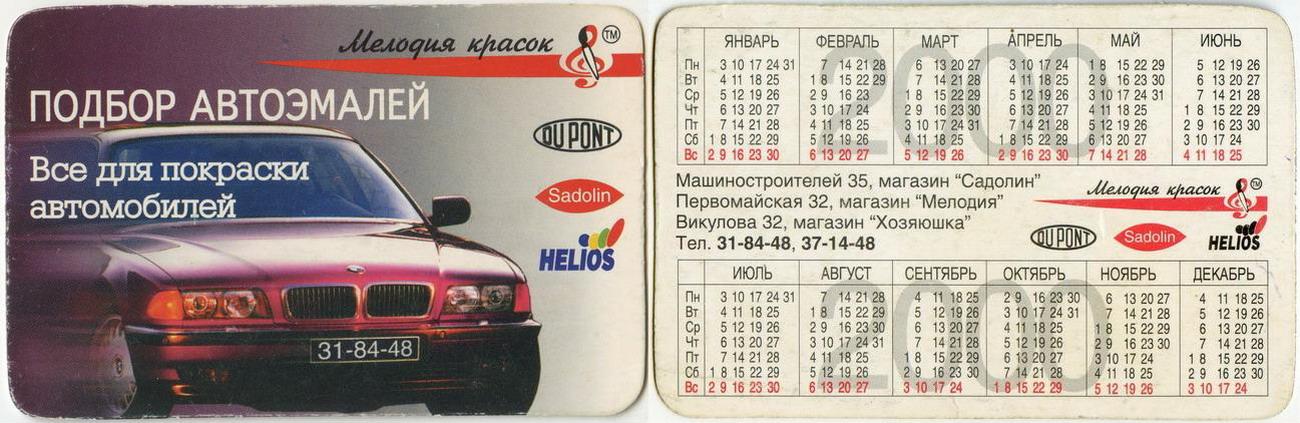 Мелодия красок TM
ПОДБОР АВТОЭМАЛЕЙ
Все для покраски
автомобилей
DU PONT
Sadolin
HELIOS
31-84-48
2000
ЯНВАРЬ ФЕВРАЛЬ МАРТ АПРЕЛЬ МАЙ ИЮНЬ
Пн 3 10 17 24 31 7 14 21 28 6 13 20 27 3 10 17 24 1 8 15 22 29 5 12 19 26
Вт 4 11 18 25 1 8 15 22 29 7 14 21 28 4 11 18 25 2 9 16 23 30 6 13 20 27
Ср 5 12 19 26 2 9 16 23 1 8 15 22 29 5 12 19 26 3 10 17 24 31 7 14 21 28
Чт 6 13 20 27 3 10 17 24 2 9 16 23 30 6 13 20 27 4 11 18 25 1 8 15 22 29
Пт 7 14 21 28 4 11 18 25 3 10 17 24 31 7 14 21 28 5 12 19 26 2 9 16 23 30
Сб 1 8 15 22 29 5 12 19 26 4 11 18 25 1 8 15 22 29 6 13 20 27 3 10 17 24
Вс 2 9 16 23 30 6 13 20 27 5 12 19 26 2 9 16 23 30 7 14 21 28 4 11 18 25
Машиностроителей 35, магазин "Садолин"
Первомайская 32, магазин "Мелодия"
Викулова 32, магазин "Хозяюшка"
Тел. 31-84-48, 37-14-48
Мелодия красок TM
DU PONT
Sadolin
HELIOS
2000
ИЮЛЬ АВГУСТ СЕНТЯБРЬ ОКТЯБРЬ НОЯБРЬ ДЕКАБРЬ
Пн 3 10 17 24 31 7 14 21 28 4 11 18 25 2 9 16 23 30 6 13 20 27 4 11 18 25
Вт 4 11 18 25 1 8 15 22 29 5 12 19 26 3 10 17 24 31 7 14 21 28 5 12 19 26
Ср 5 12 19 26 2 9 16 23 30 6 13 20 27 4 11 18 25 1 8 15 22 29 6 13 20 27
Чт 6 13 20 27 3 10 17 24 31 7 14 21 28 5 12 19 26 2 9 16 23 30 7 14 21 28
Пт 7 14 21 28 4 11 18 25 1 8 15 22 29 6 13 20 27 3 10 17 24 1 8 15 22 29
Сб 1 8 15 22 29 5 12 19 26 2 9 16 23 30 7 14 21 28 4 11 18 25 2 9 16 23 30
Вс 2 9 16 23 30 6 13 20 27 3 10 17 24 1 8 15 22 29 5 12 19 26 3 10 17 24